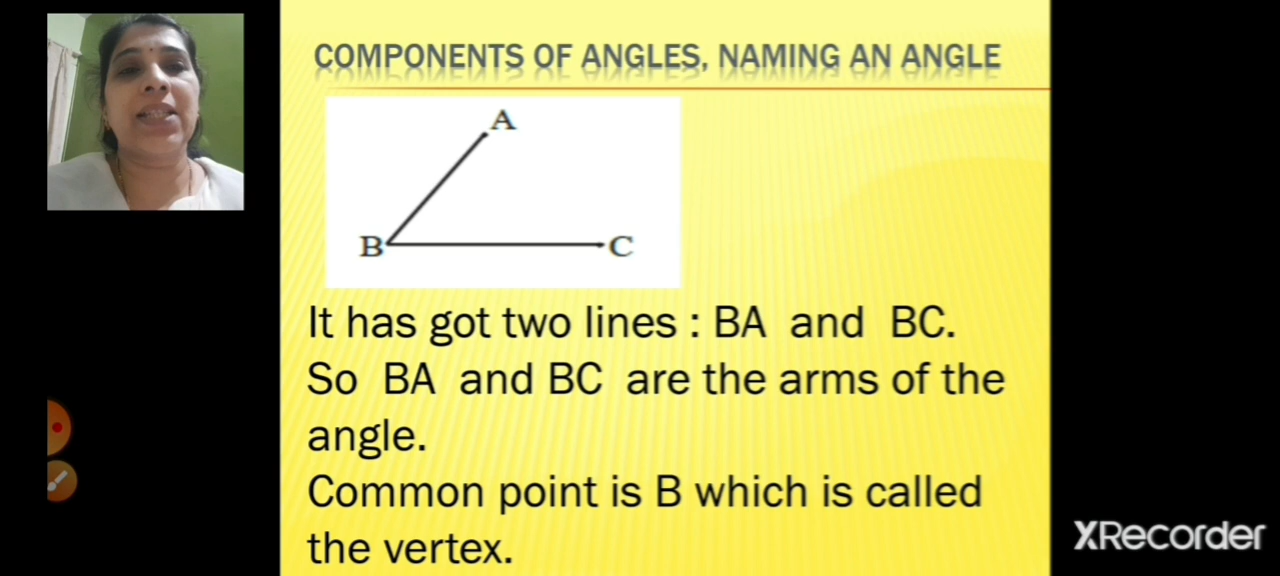 COMPONENTS OF ANGLES, NAMING AN ANGLE
A
B
C
It has got two lines : BA and BC.
So BA and BC are the arms of the
angle.
Common point is B which is called
the vertex.
XRecorder